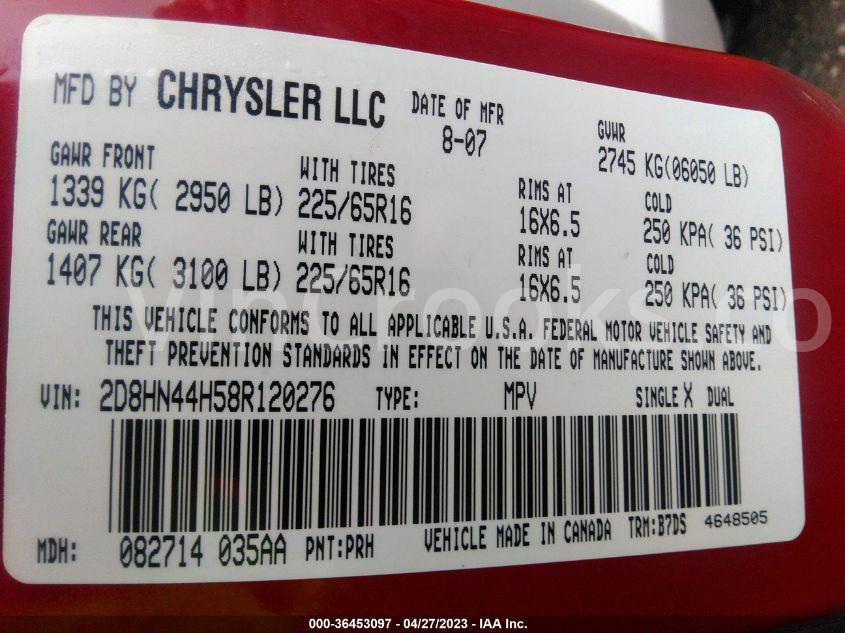 MFD BY CHRYSLER LLC DATE OF MFR 8-07 GVWR 2745 KG(06050 LB)
GAWR FRONT WITH TIRES RIMS AT COLD
1339 KG( 2950 LB) 225/65R16 16X6.5 250 KPA( 36 PSI)
GAWR REAR WITH TIRES RIMS AT COLD
1407 KG( 3100 LB) 225/65R16 16X6.5 250 KPA( 36 PSI)
THIS VEHICLE CONFORMS TO ALL APPLICABLE U.S.A. FEDERAL MOTOR VEHICLE SAFETY AND
THEFT PREVENTION STANDARDS IN EFFECT ON THE DATE OF MANUFACTURE SHOWN ABOVE.
VIN: 2D8HN44H58R120276 TYPE: MPV SINGLE X DUAL
MDH: 082714 035AA PNT:PRH VEHICLE MADE IN CANADA TRM:B7DS 4648505
VinCrooks.co
000-36453097 - 04/27/2023 - IAA Inc.